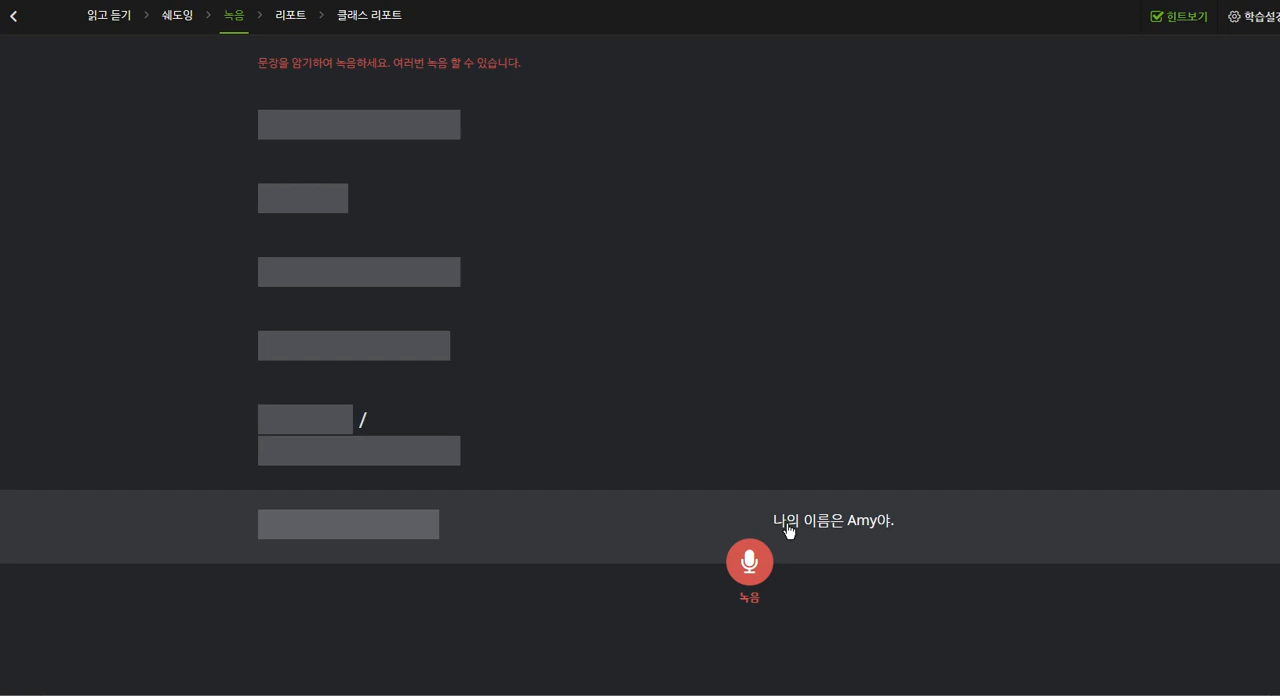 읽고 듣기 > 쉐도잉 > 녹음 > 리포트 > 클래스 리포트 힌트보기 학습설정
문장을 암기하여 녹음하세요. 여러번 녹음 할 수 있습니다.
/
나의 이름은 Amy야.
녹음